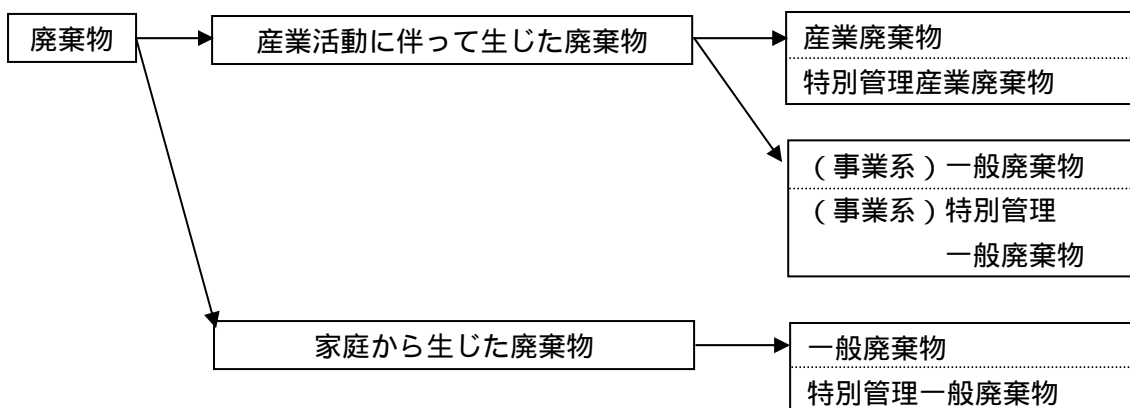 廃棄物
産業活動に伴って生じた廃棄物
産業廃棄物
特別管理産業廃棄物
（事業系）一般廃棄物
（事業系）特別管理
一般廃棄物
家庭から生じた廃棄物
一般廃棄物
特別管理一般廃棄物